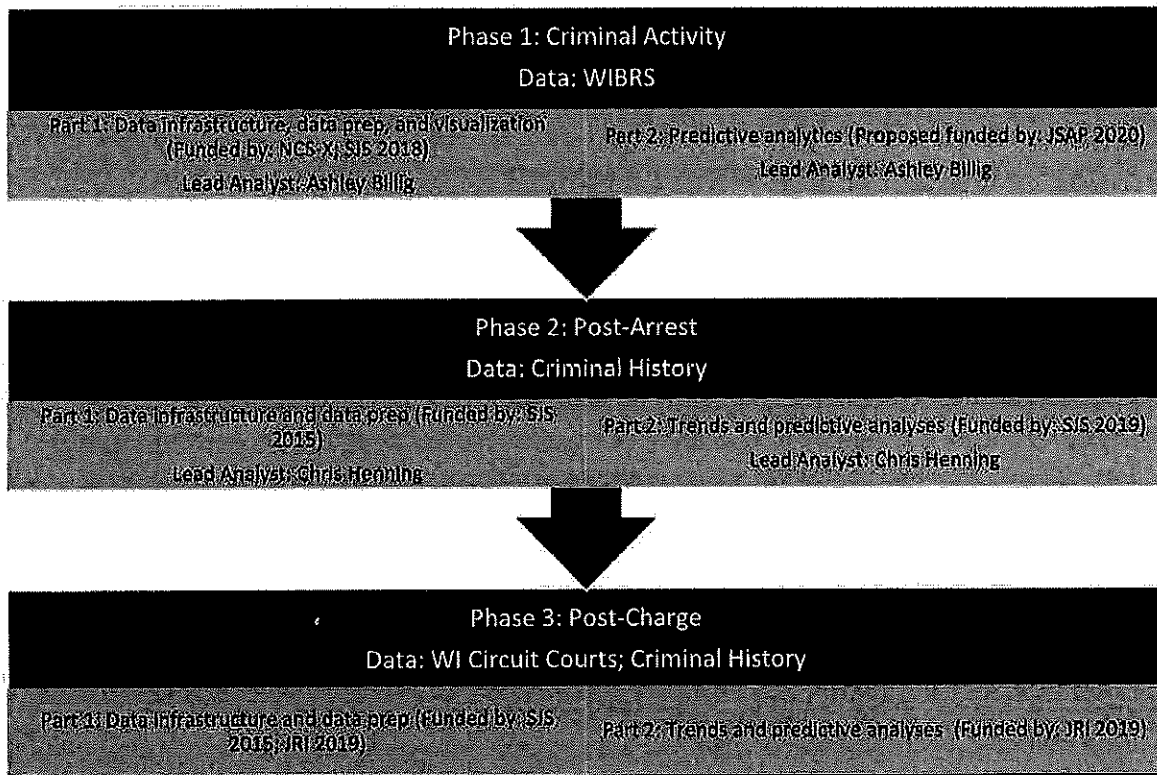 Phase 1: Criminal Activity
Data: WIBRS
Part 1: Data infrastructure, data prep, and visualization
(Funded by: NCS-X; SJS 2018)
Lead Analyst: Ashley Billig
Part 2: Predictive analytics (Proposed funded by: JSAP 2020)
Lead Analyst: Ashley Billig
Phase 2: Post-Arrest
Data: Criminal History
Part 1: Data infrastructure and data prep (Funded by: SJS
2015)
Lead Analyst: Chris Henning
Part 2: Trends and predictive analyses (Funded by: SJS 2019)
Lead Analyst: Chris Henning
Phase 3: Post-Charge
Data: WI Circuit Courts; Criminal History
Part 1: Data infrastructure and data prep (Funded by: SJS
2015; JRI 2019)
Part 2: Trends and predictive analyses (Funded by: JRI 2019)